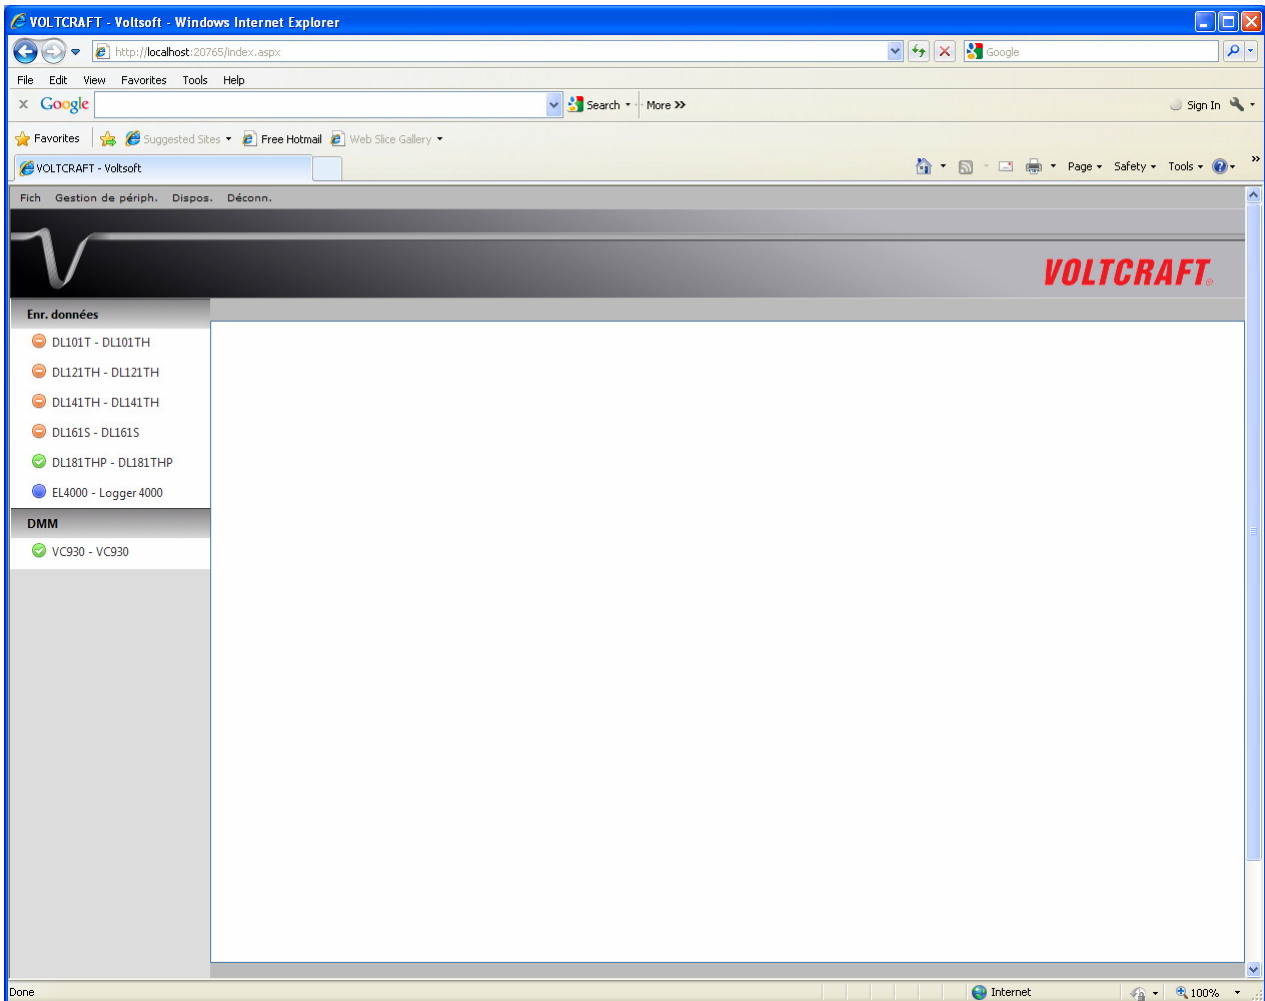 VOLTCRAFT - Voltsoft - Windows Internet Explorer
http://localhost:20765/index.aspx
Google
File Edit View Favorites Tools Help
x Google Search More >> Sign In
Favorites Suggested Sites Free Hotmail Web Slice Gallery
VOLTCRAFT - Voltsoft Page Safety Tools >>
Fich Gestion de périph. Dispos. Déconn.
VOLTCRAFT®
Enr. données
DL101T - DL101TH
DL121TH - DL121TH
DL141TH - DL141TH
DL161S - DL161S
DL181THP - DL181THP
EL4000 - Logger 4000
DMM
VC930 - VC930
Done Internet 100%